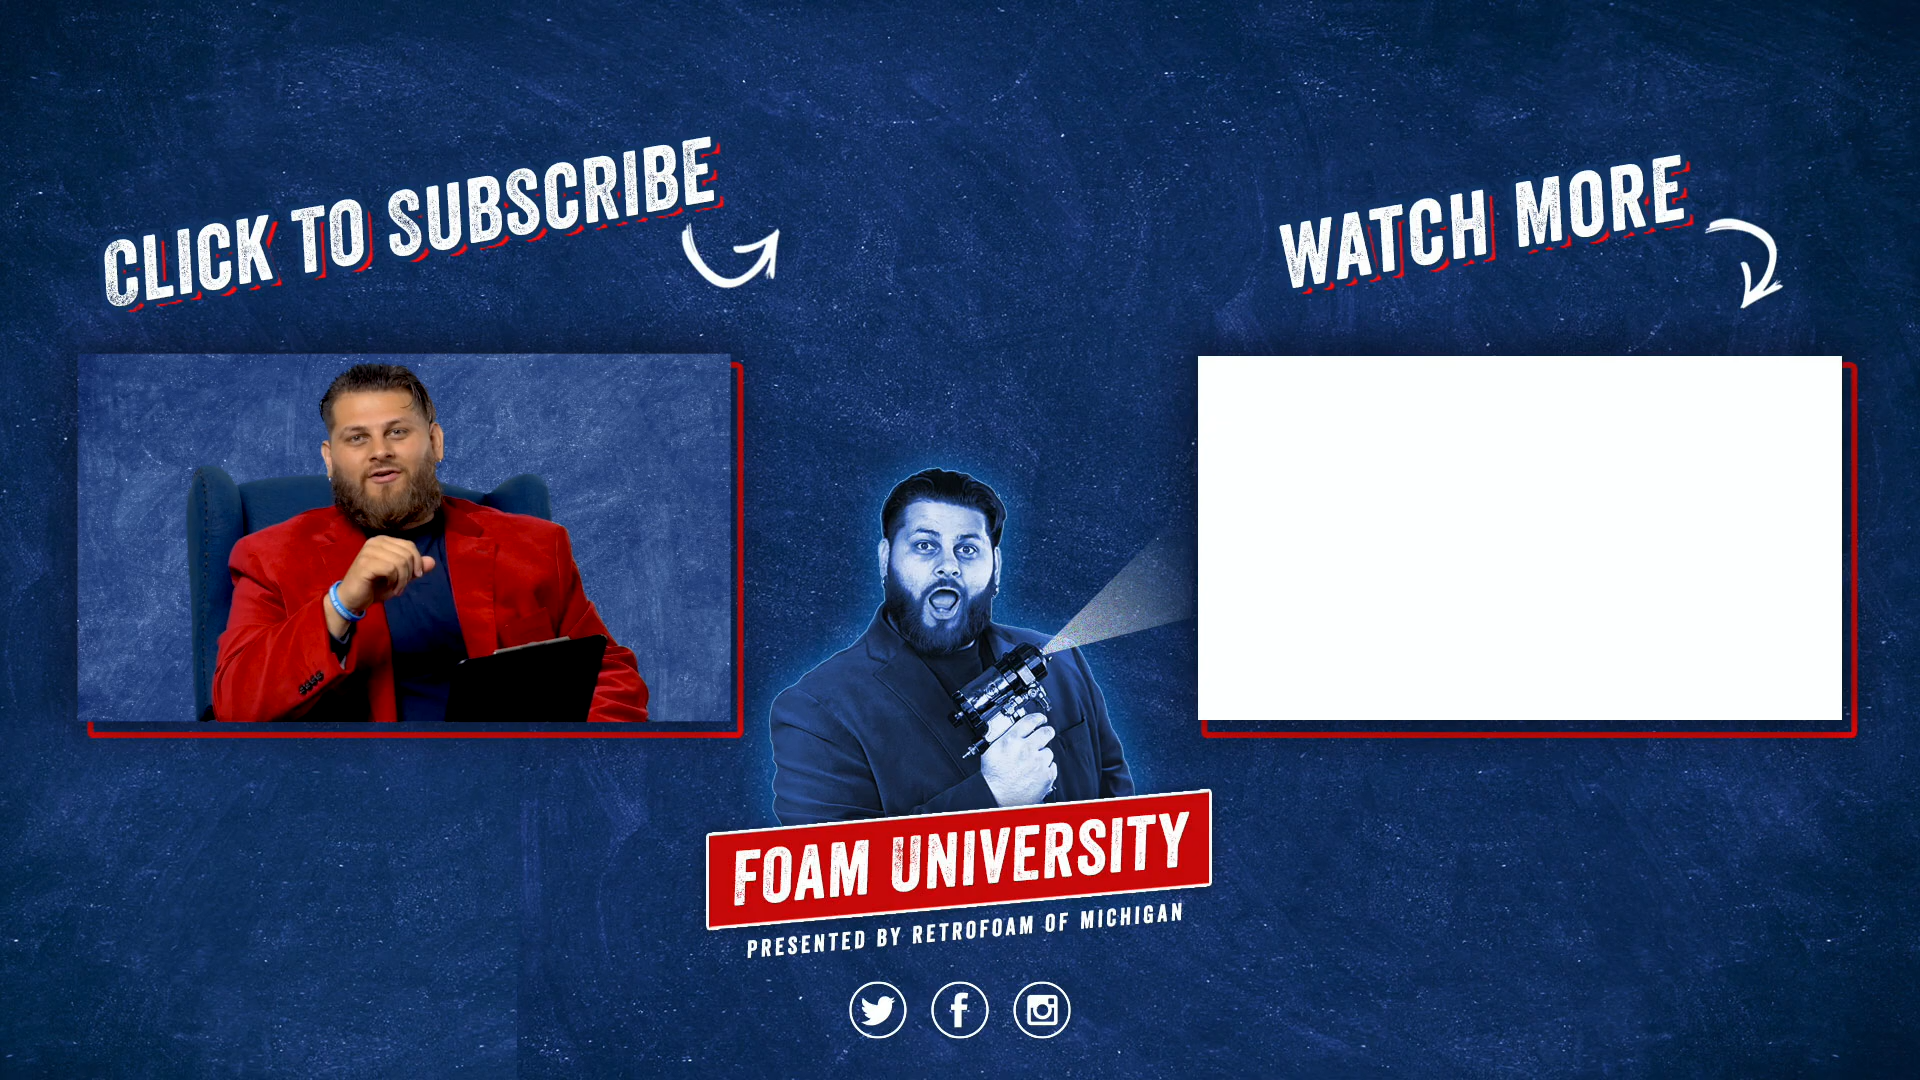 CLICK TO SUBSCRIBE
WATCH MORE
FOAM UNIVERSITY
PRESENTED BY RETROFOAM OF MICHIGAN